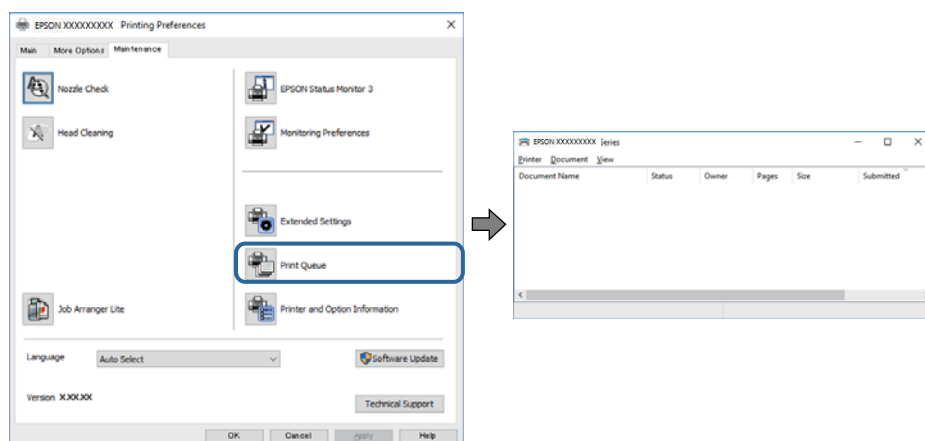 EPSON XXXXXXXXX Printing Preferences
Main More Options Maintenance
Nozzle Check
EPSON Status Monitor 3
Head Cleaning
Monitoring Preferences
Extended Settings
Print Queue
Job Arranger Lite
Printer and Option Information
Language Auto Select
Software Update
Version X.XX.XX
Technical Support
OK Cancel Apply Help
EPSON XXXXXXXXX Series
Printer Document View
Document Name Status Owner Pages Size Submitted